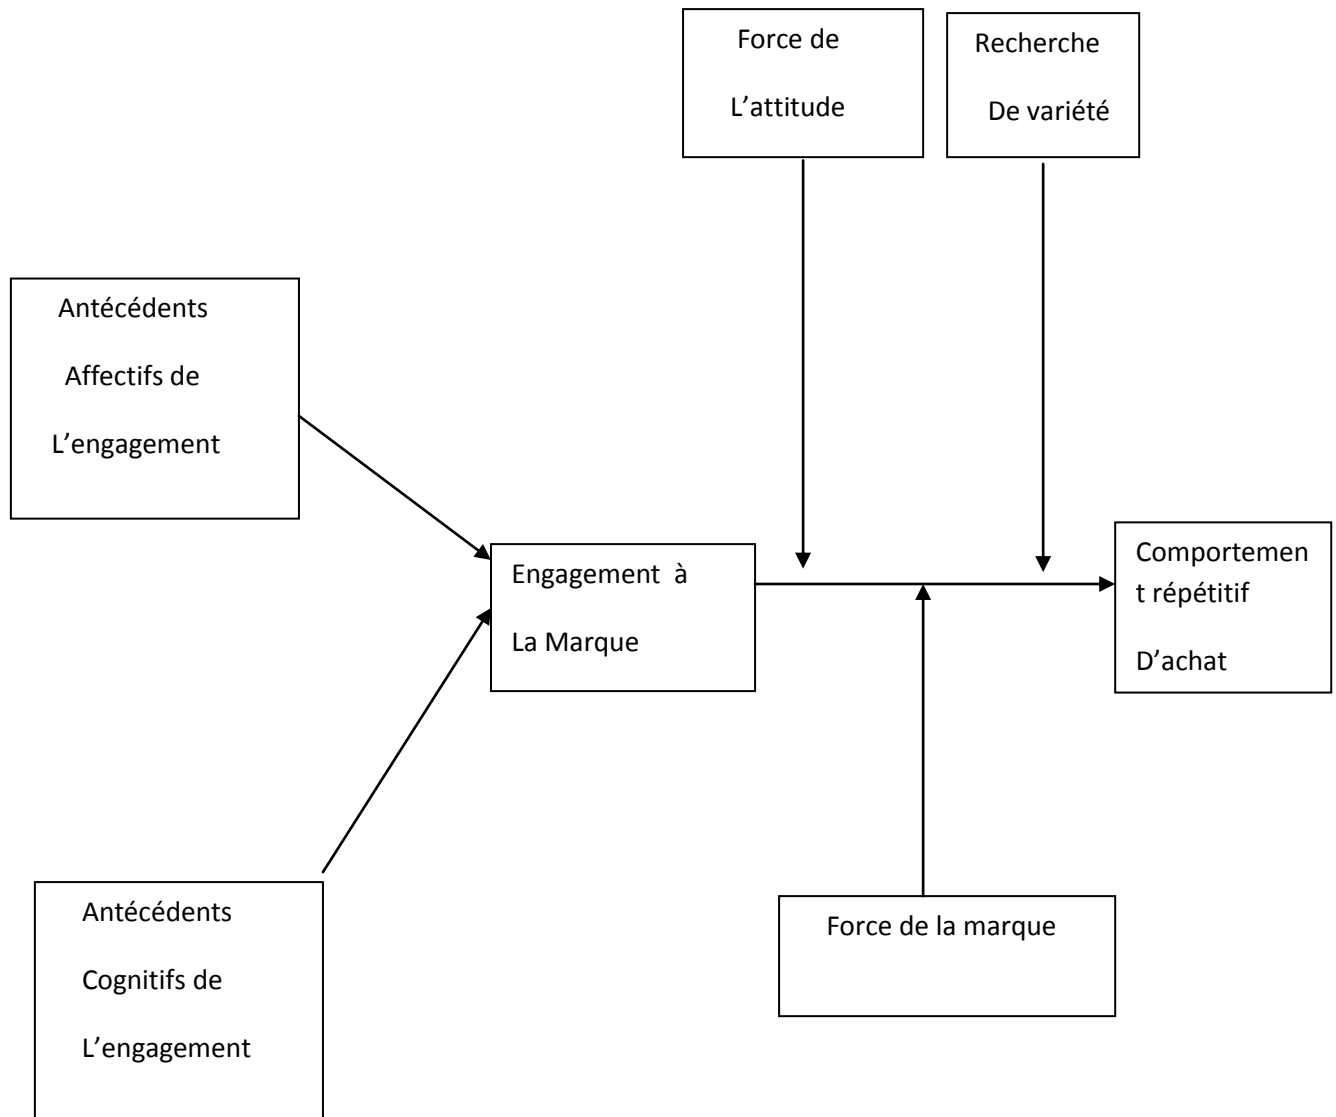 Force de
L’attitude
Recherche
De variété
Antécédents
Affectifs de
L’engagement
Engagement à
La Marque
Comportemen
t répétitif
D’achat
Antécédents
Cognitifs de
L’engagement
Force de la marque